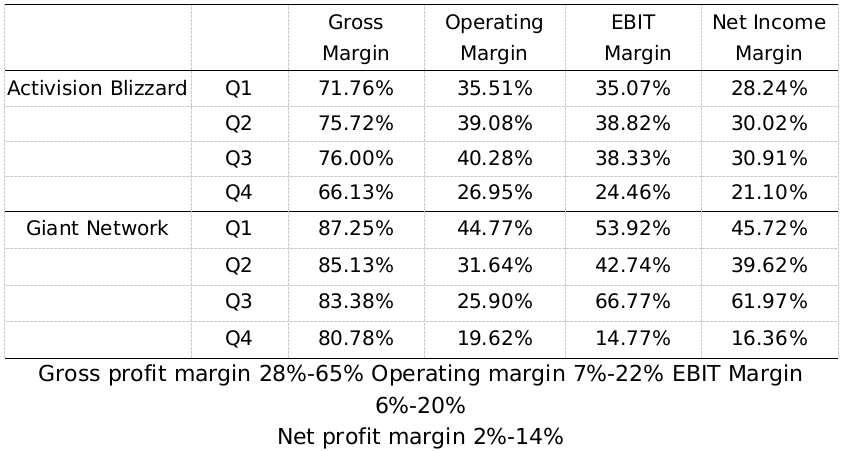 Gross Margin Operating Margin EBIT Margin Net Income Margin
Activision Blizzard Q1 71.76% 35.51% 35.07% 28.24%
Q2 75.72% 39.08% 38.82% 30.02%
Q3 76.00% 40.28% 38.33% 30.91%
Q4 66.13% 26.95% 24.46% 21.10%
Giant Network Q1 87.25% 44.77% 53.92% 45.72%
Q2 85.13% 31.64% 42.74% 39.62%
Q3 83.38% 25.90% 66.77% 61.97%
Q4 80.78% 19.62% 14.77% 16.36%
Gross profit margin 28%-65% Operating margin 7%-22% EBIT Margin
6%-20%
Net profit margin 2%-14%